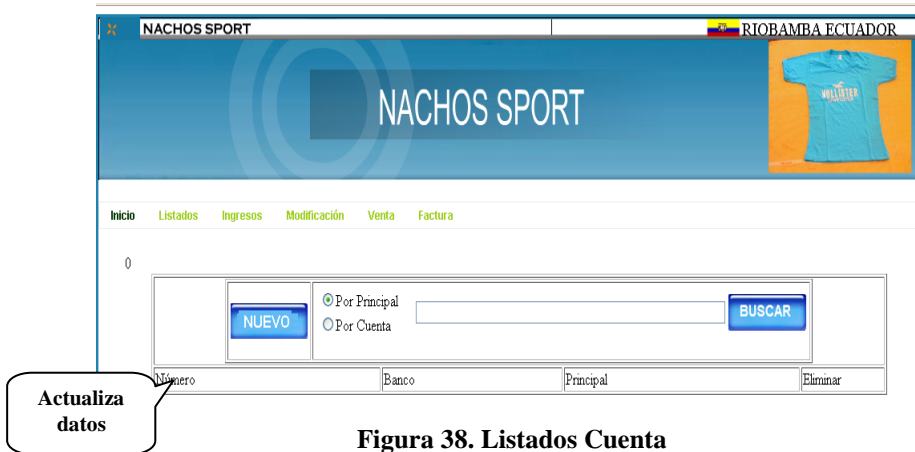 NACHOS SPORT
RIOBAMBA ECUADOR
NACHOS SPORT
HOLLISTER
Inicio Listados Ingresos Modificación Venta Factura
0
NUEVO
Por Principal
Por Cuenta
BUSCAR
Número Banco Principal Eliminar
Actualiza
datos
Figura 38. Listados Cuenta